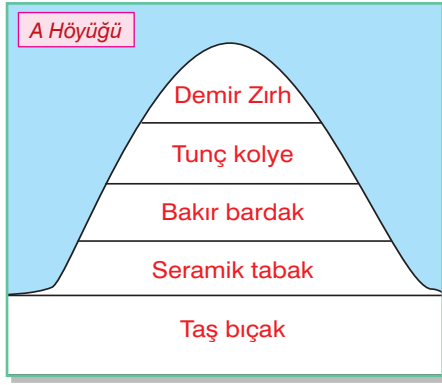 A Höyüğü
Demir Zırh
Tunç kolye
Bakır bardak
Seramik tabak
Taş bıçak